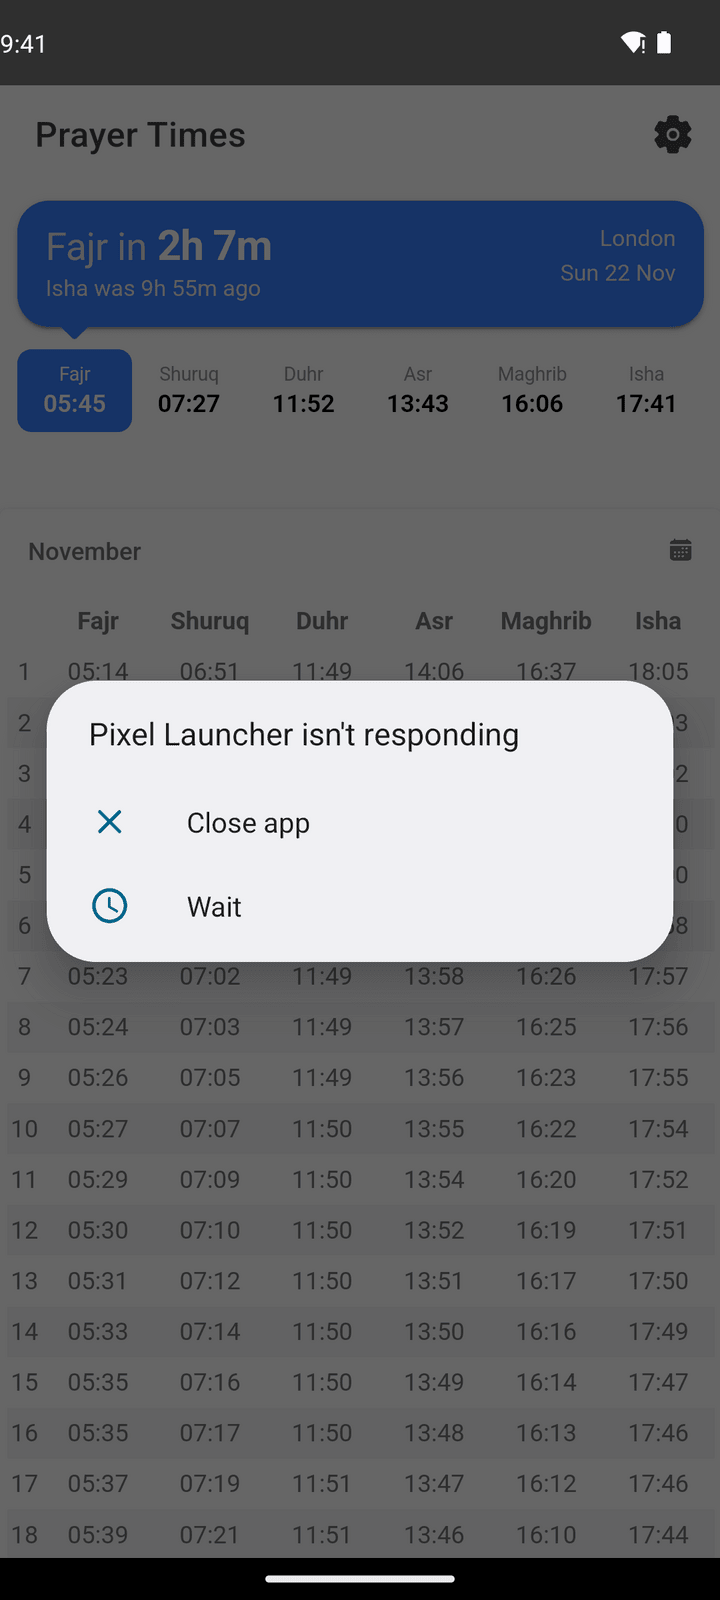 9:41
Prayer Times
Fajr in 2h 7m
London
Isha was 9h 55m ago
Sun 22 Nov
Fajr Shuruq Duhr Asr Maghrib Isha
05:45 07:27 11:52 13:43 16:06 17:41
November
Fajr Shuruq Duhr Asr Maghrib Isha
1 05:14 06:51 11:49 14:06 16:37 18:05
2 3
3 2
4 0
5 0
6 8
Pixel Launcher isn't responding
Close app
Wait
7 05:23 07:02 11:49 13:58 16:26 17:57
8 05:24 07:03 11:49 13:57 16:25 17:56
9 05:26 07:05 11:49 13:56 16:23 17:55
10 05:27 07:07 11:50 13:55 16:22 17:54
11 05:29 07:09 11:50 13:54 16:20 17:52
12 05:30 07:10 11:50 13:52 16:19 17:51
13 05:31 07:12 11:50 13:51 16:17 17:50
14 05:33 07:14 11:50 13:50 16:16 17:49
15 05:35 07:16 11:50 13:49 16:14 17:47
16 05:35 07:17 11:50 13:48 16:13 17:46
17 05:37 07:19 11:51 13:47 16:12 17:46
18 05:39 07:21 11:51 13:46 16:10 17:44